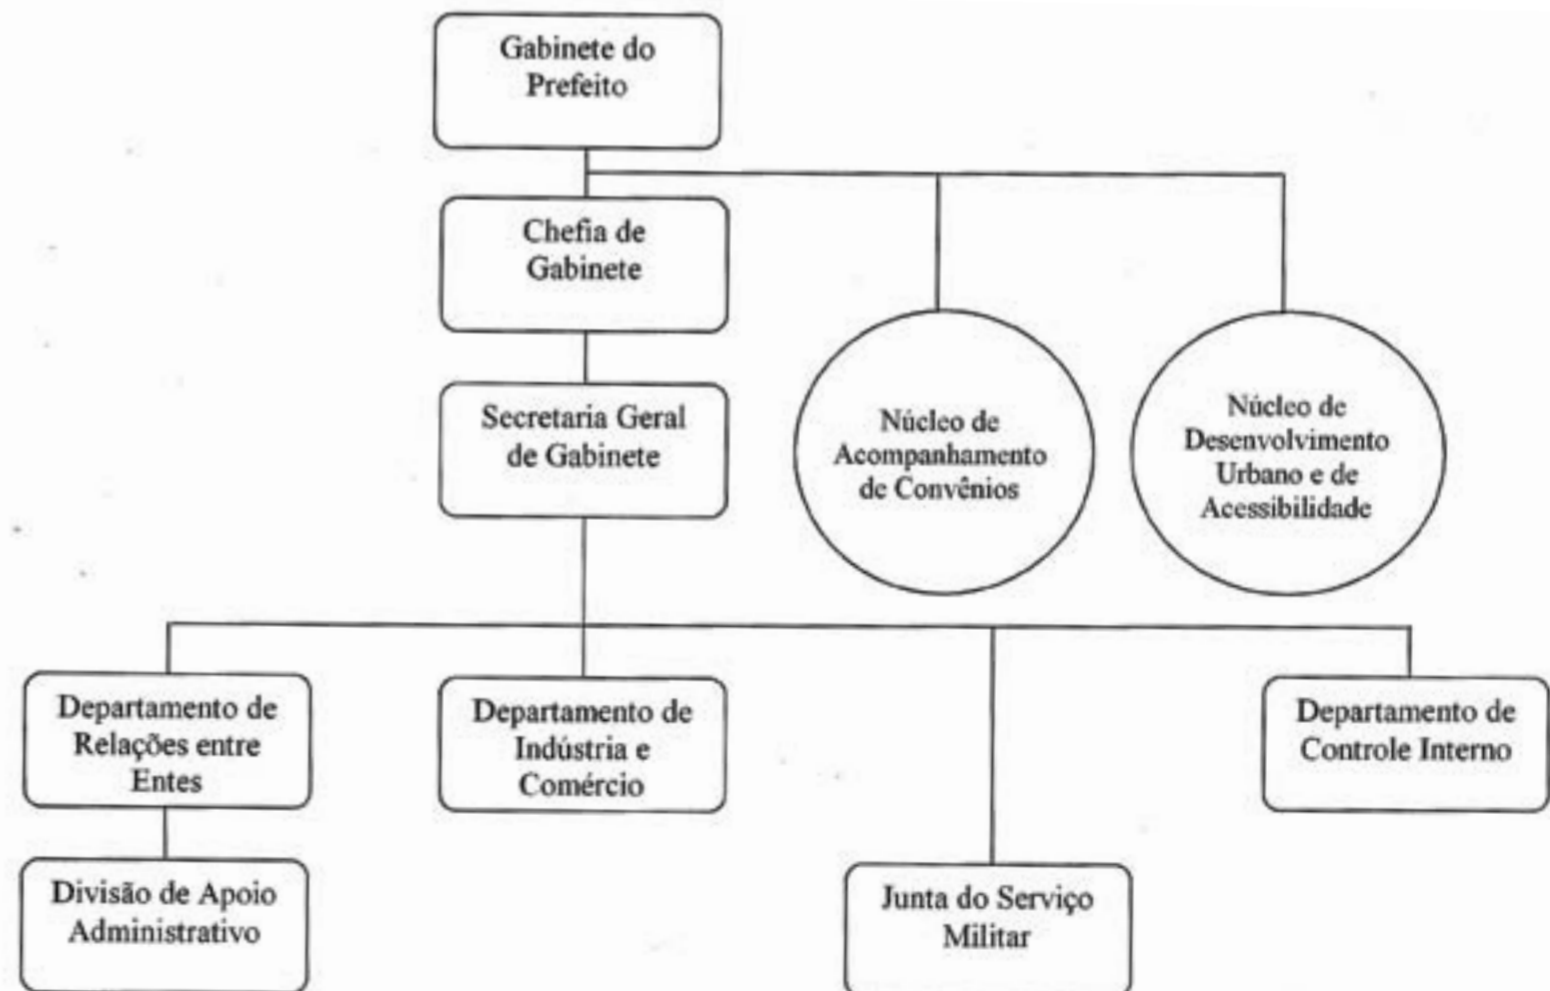 Gabinete do
Prefeito
Chefia de
Gabinete
Secretaria Geral
de Gabinete
Núcleo de
Acompanhamento
de Convênios
Núcleo de
Desenvolvimento
Urbano e de
Acessibilidade
Departamento de
Relações entre
Entes
Departamento de
Indústria e
Comércio
Departamento de
Controle Interno
Divisão de Apoio
Administrativo
Junta do Serviço
Militar